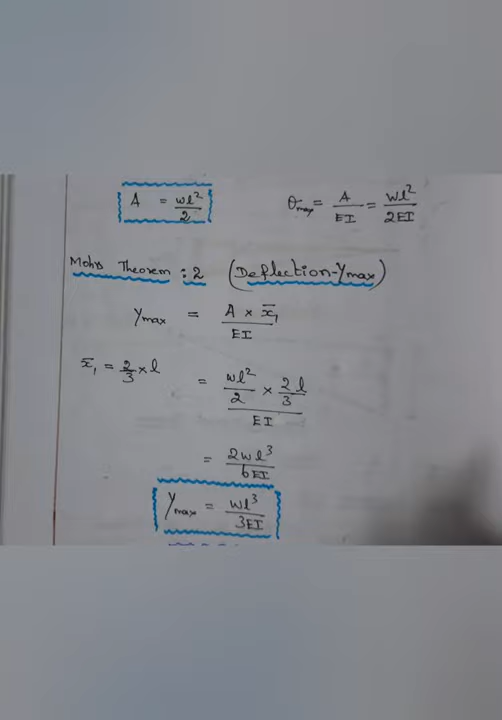 A = wl²/2    θmax = A/EI = Wl²/2EI
Mohrs Theorem : 2 (Deflection-Ymax)
Ymax = A × x̄₁/EI
x̄₁ = 2/3 × l    = wl²/2 × 2l/3 / EI
= 2wl³/6EI
Ymax = Wl³/3EI